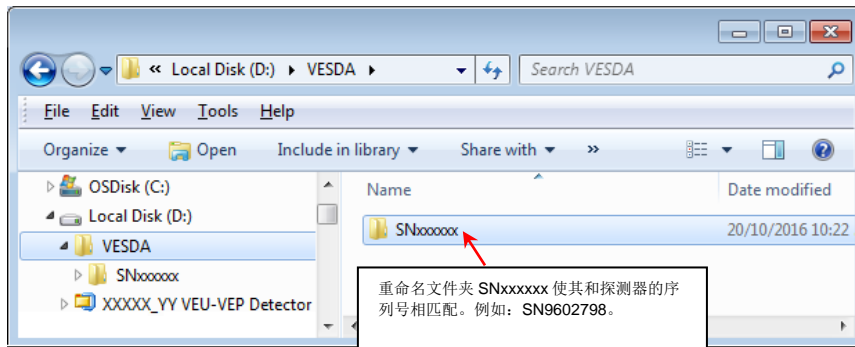 « Local Disk (D:) ▸ VESDA ▸
Search VESDA
File Edit View Tools Help
Organize Open Include in library Share with »
OSDisk (C:)
Local Disk (D:)
VESDA
SNxxxxxx
XXXXX_YY VEU-VEP Detector
Name Date modified
SNxxxxxx 20/10/2016 10:22
重命名文件夹 SNxxxxxx 使其和探测器的序
列号相匹配。例如：SN9602798。